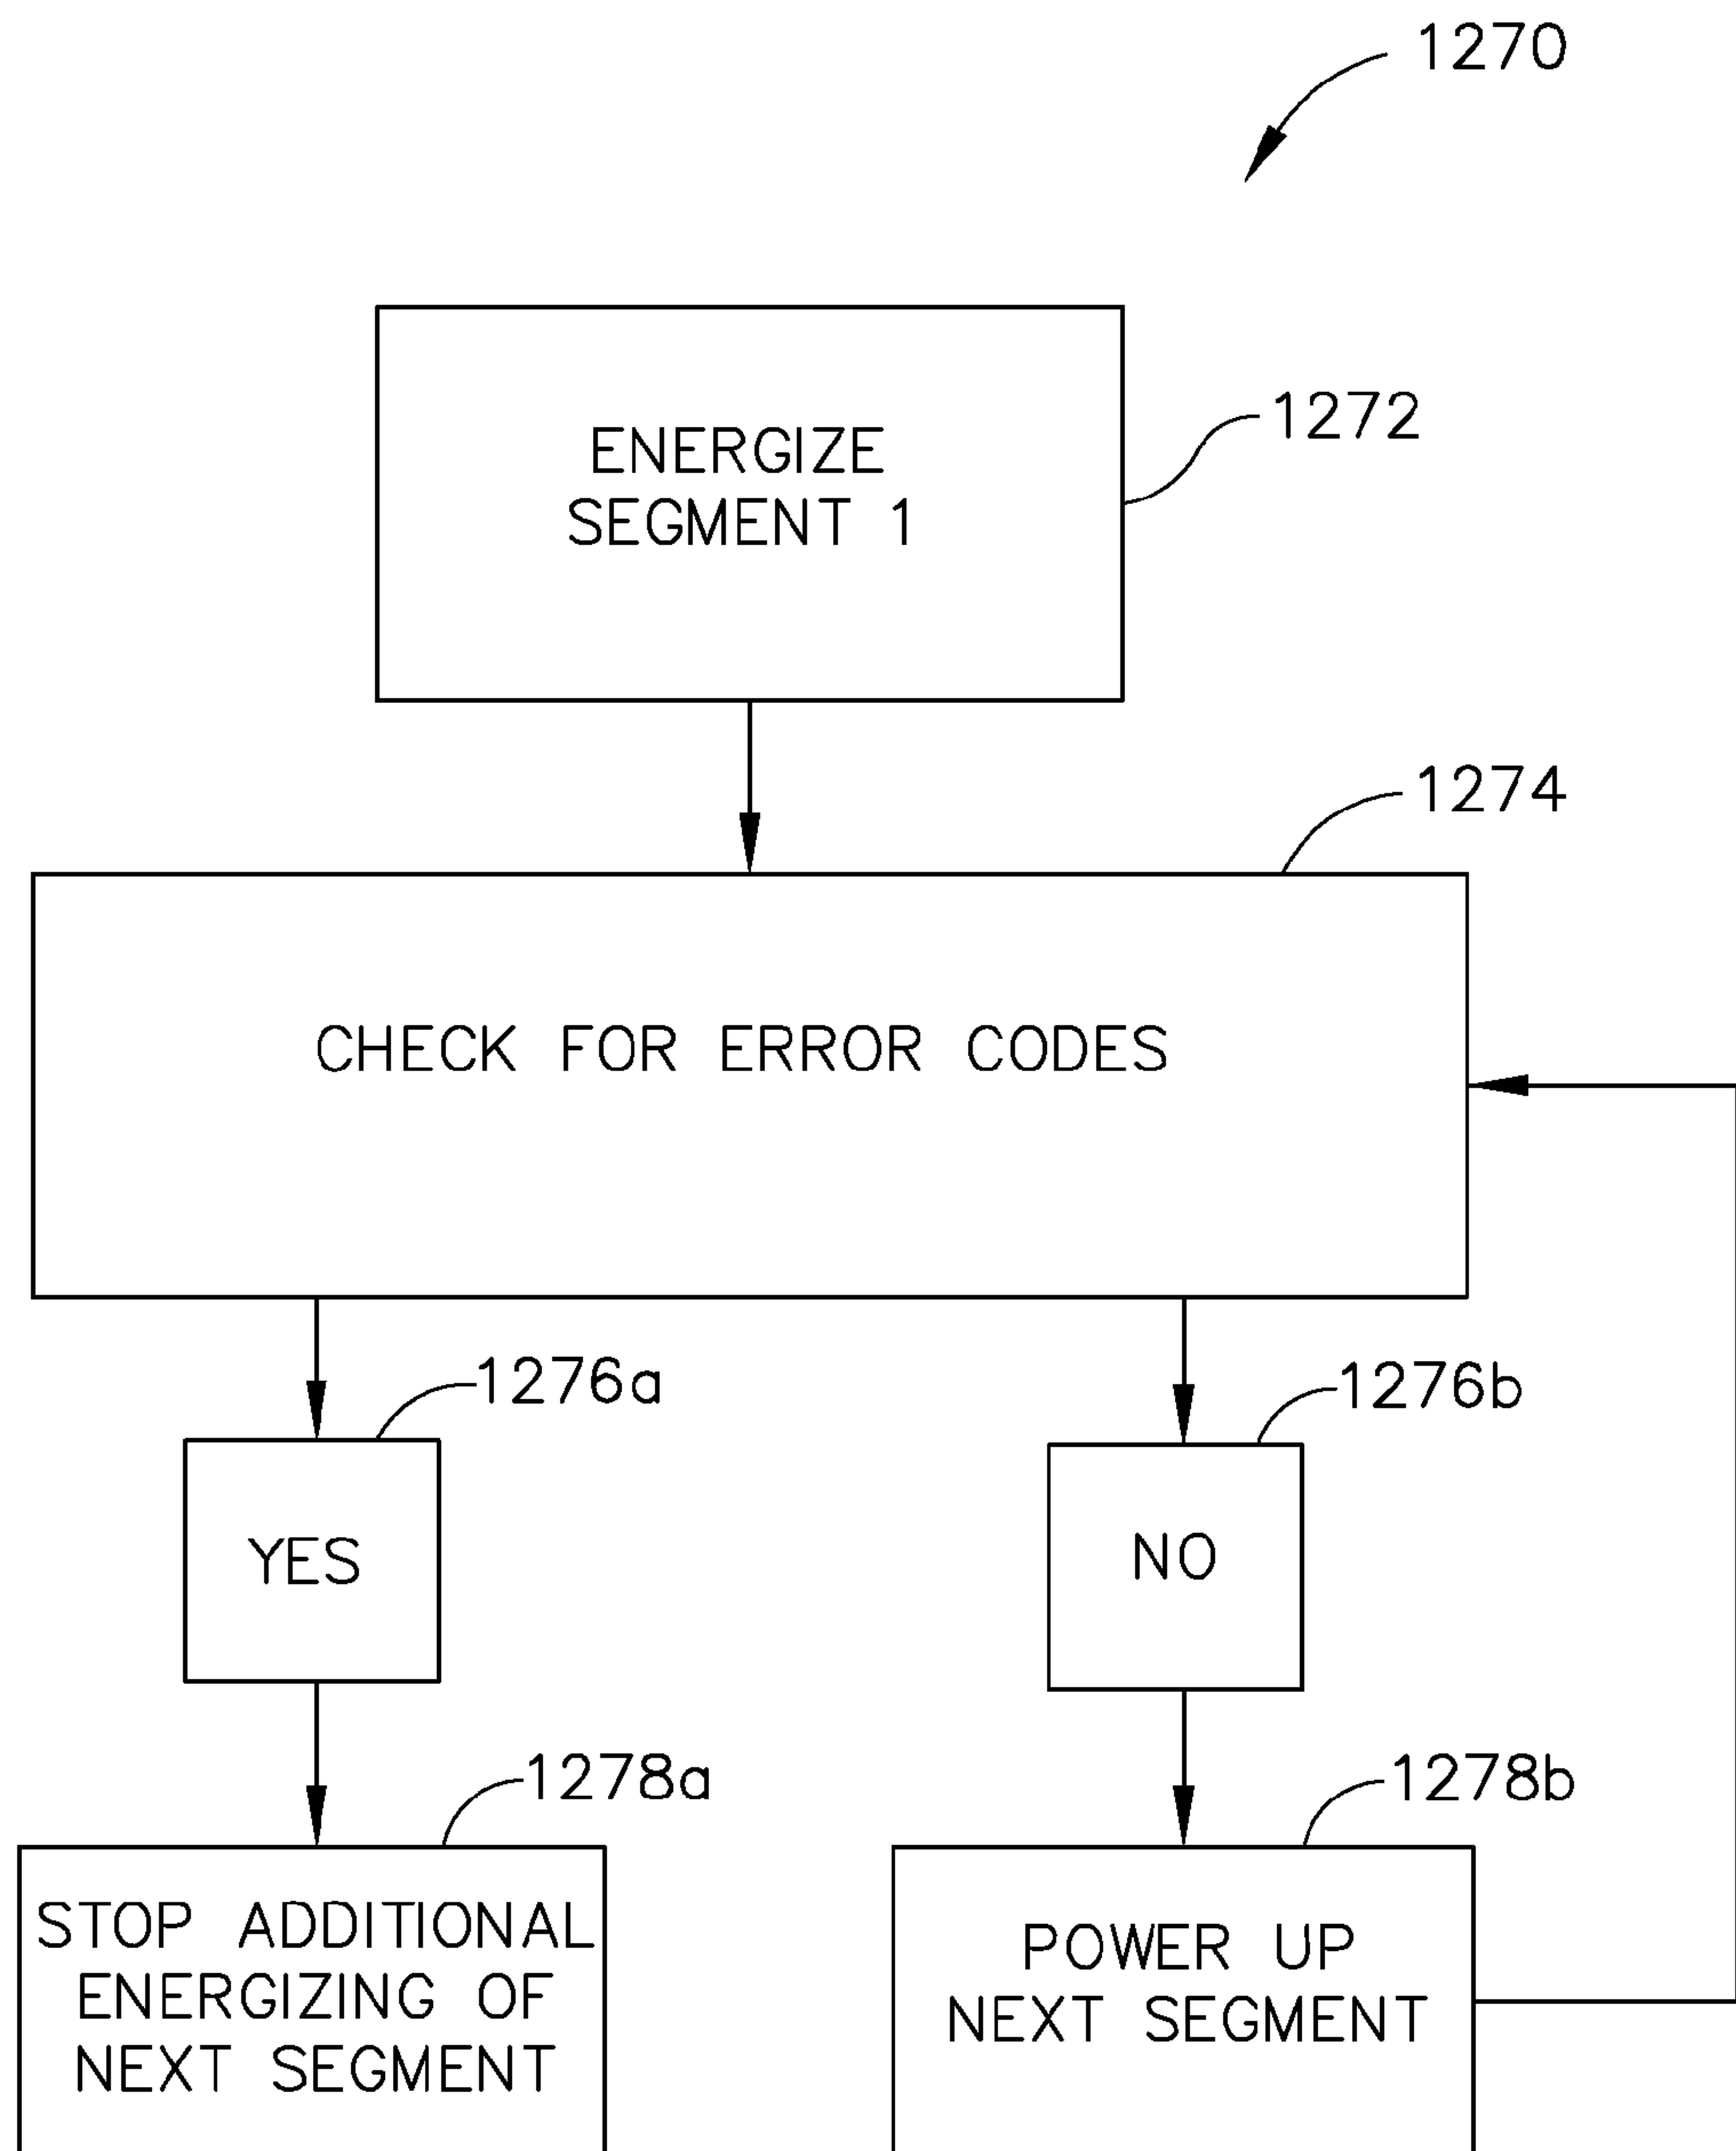 1270
ENERGIZE
SEGMENT 1
1272
1274
CHECK FOR ERROR CODES
1276a
1276b
YES
NO
1278a
1278b
STOP ADDITIONAL
ENERGIZING OF
NEXT SEGMENT
POWER UP
NEXT SEGMENT